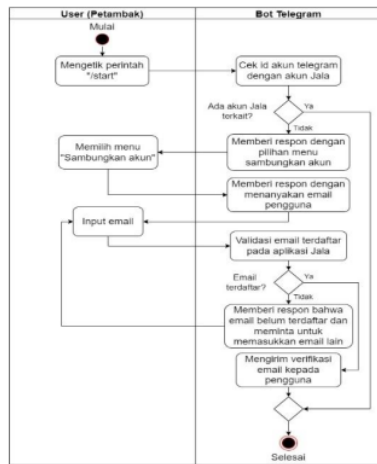 User (Petambak)
Bot Telegram
Mulai
Mengetik perintah
"/start"
Cek id akun telegram
dengan akun Jala
Ada akun Jala
terkait?
Ya
Tidak
Memberi respon dengan
pilihan menu
sambungkan akun
Memilih menu
"Sambungkan akun"
Memberi respon dengan
menanyakan email
pengguna
Input email
Validasi email terdaftar
pada aplikasi Jala
Email
terdaftar?
Ya
Tidak
Memberi respon bahwa
email belum terdaftar dan
meminta untuk
memasukkan email lain
Mengirim verifikasi
email kepada
pengguna
Selesai